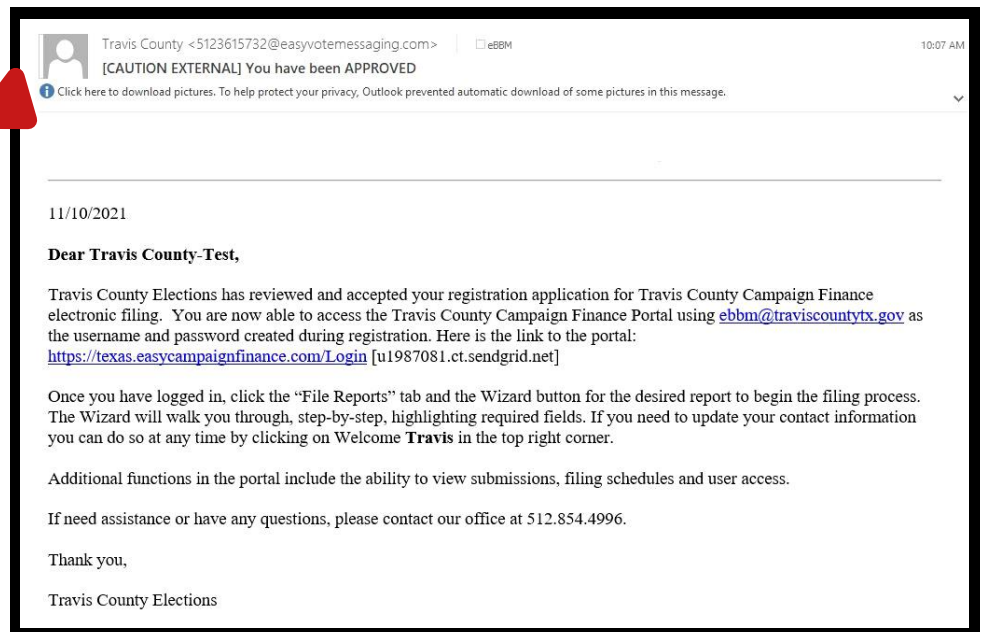 Travis County <5123615732@easyvotemessaging.com> eBBM 10:07 AM
[CAUTION EXTERNAL] You have been APPROVED
Click here to download pictures. To help protect your privacy, Outlook prevented automatic download of some pictures in this message.
11/10/2021
Dear Travis County-Test,
Travis County Elections has reviewed and accepted your registration application for Travis County Campaign Finance
electronic filing.  You are now able to access the Travis County Campaign Finance Portal using ebbm@traviscountytx.gov as
the username and password created during registration. Here is the link to the portal:
https://texas.easycampaignfinance.com/Login [u1987081.ct.sendgrid.net]
Once you have logged in, click the “File Reports” tab and the Wizard button for the desired report to begin the filing process.
The Wizard will walk you through, step-by-step, highlighting required fields. If you need to update your contact information
you can do so at any time by clicking on Welcome Travis in the top right corner.
Additional functions in the portal include the ability to view submissions, filing schedules and user access.
If need assistance or have any questions, please contact our office at 512.854.4996.
Thank you,
Travis County Elections